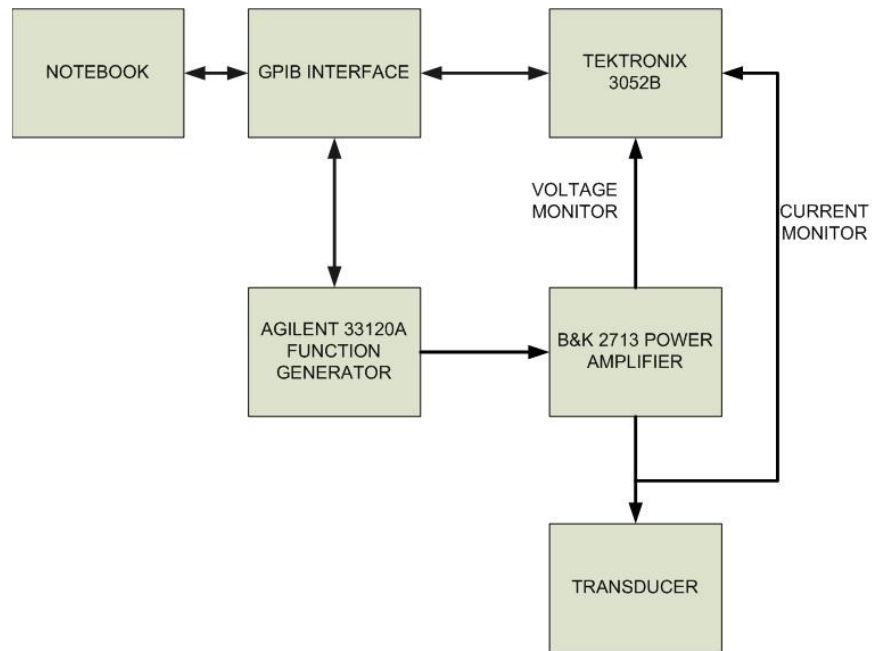 NOTEBOOK
GPIB INTERFACE
TEKTRONIX
3052B
VOLTAGE
MONITOR
CURRENT
MONITOR
AGILENT 33120A
FUNCTION
GENERATOR
B&K 2713 POWER
AMPLIFIER
TRANSDUCER